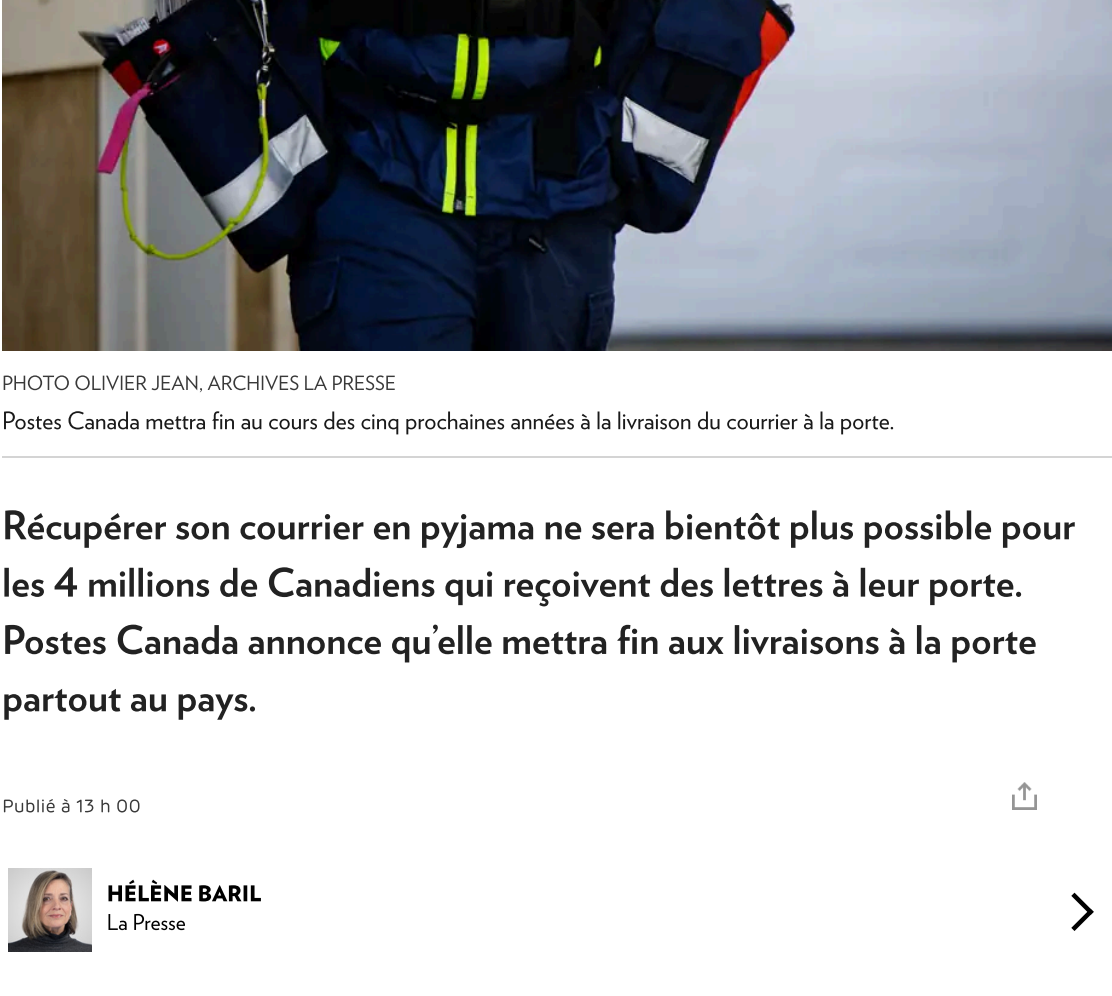 PHOTO OLIVIER JEAN, ARCHIVES LA PRESSE
Postes Canada mettra fin au cours des cinq prochaines années à la livraison du courrier à la porte.
Récupérer son courrier en pyjama ne sera bientôt plus possible pour
les 4 millions de Canadiens qui reçoivent des lettres à leur porte.
Postes Canada annonce qu’elle mettra fin aux livraisons à la porte
partout au pays.
Publié à 13 h 00
HÉLÈNE BARIL
La Presse